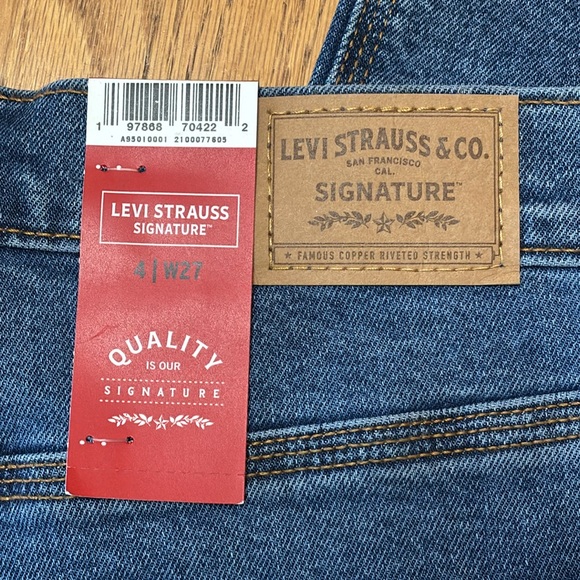 1 97868 70422 2
A95010001 2100077605
LEVI STRAUSS
SIGNATURE™
4 | W27
QUALITY
IS OUR
SIGNATURE
LEVI STRAUSS & CO.
SAN FRANCISCO
CAL.
SIGNATURE™
★ FAMOUS COPPER RIVETED STRENGTH ★